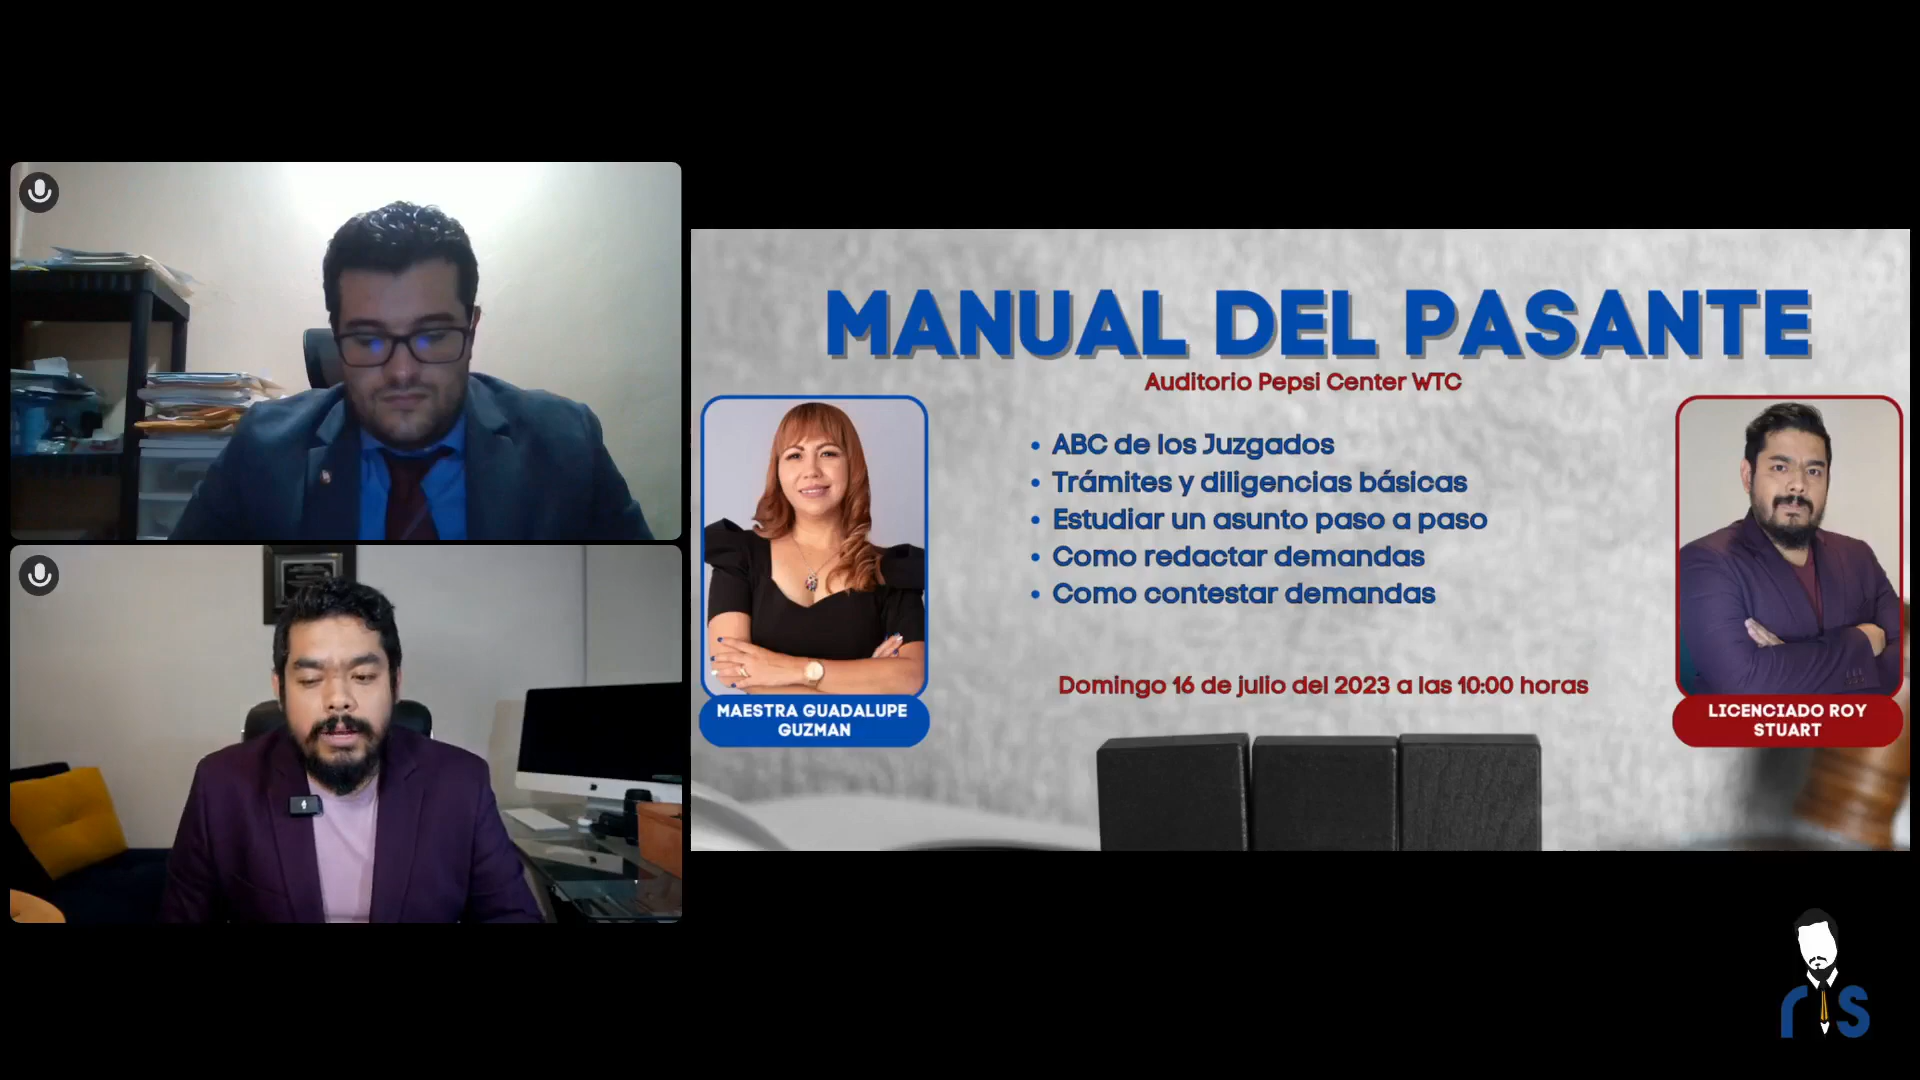 MANUAL DEL PASANTE
Auditorio Pepsi Center WTC
• ABC de los Juzgados
• Trámites y diligencias básicas
• Estudiar un asunto paso a paso
• Como redactar demandas
• Como contestar demandas
Domingo 16 de julio del 2023 a las 10:00 horas
MAESTRA GUADALUPE
GUZMAN
LICENCIADO ROY
STUART
r s